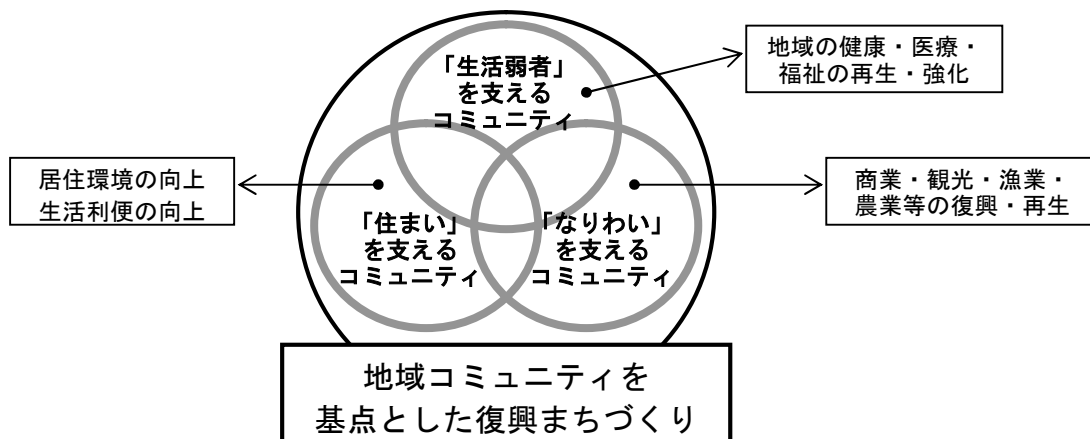 「生活弱者」
を支える
コミュニティ
地域の健康・医療・
福祉の再生・強化
居住環境の向上
生活利便の向上
「住まい」
を支える
コミュニティ
「なりわい」
を支える
コミュニティ
商業・観光・漁業・
農業等の復興・再生
地域コミュニティを
基点とした復興まちづくり